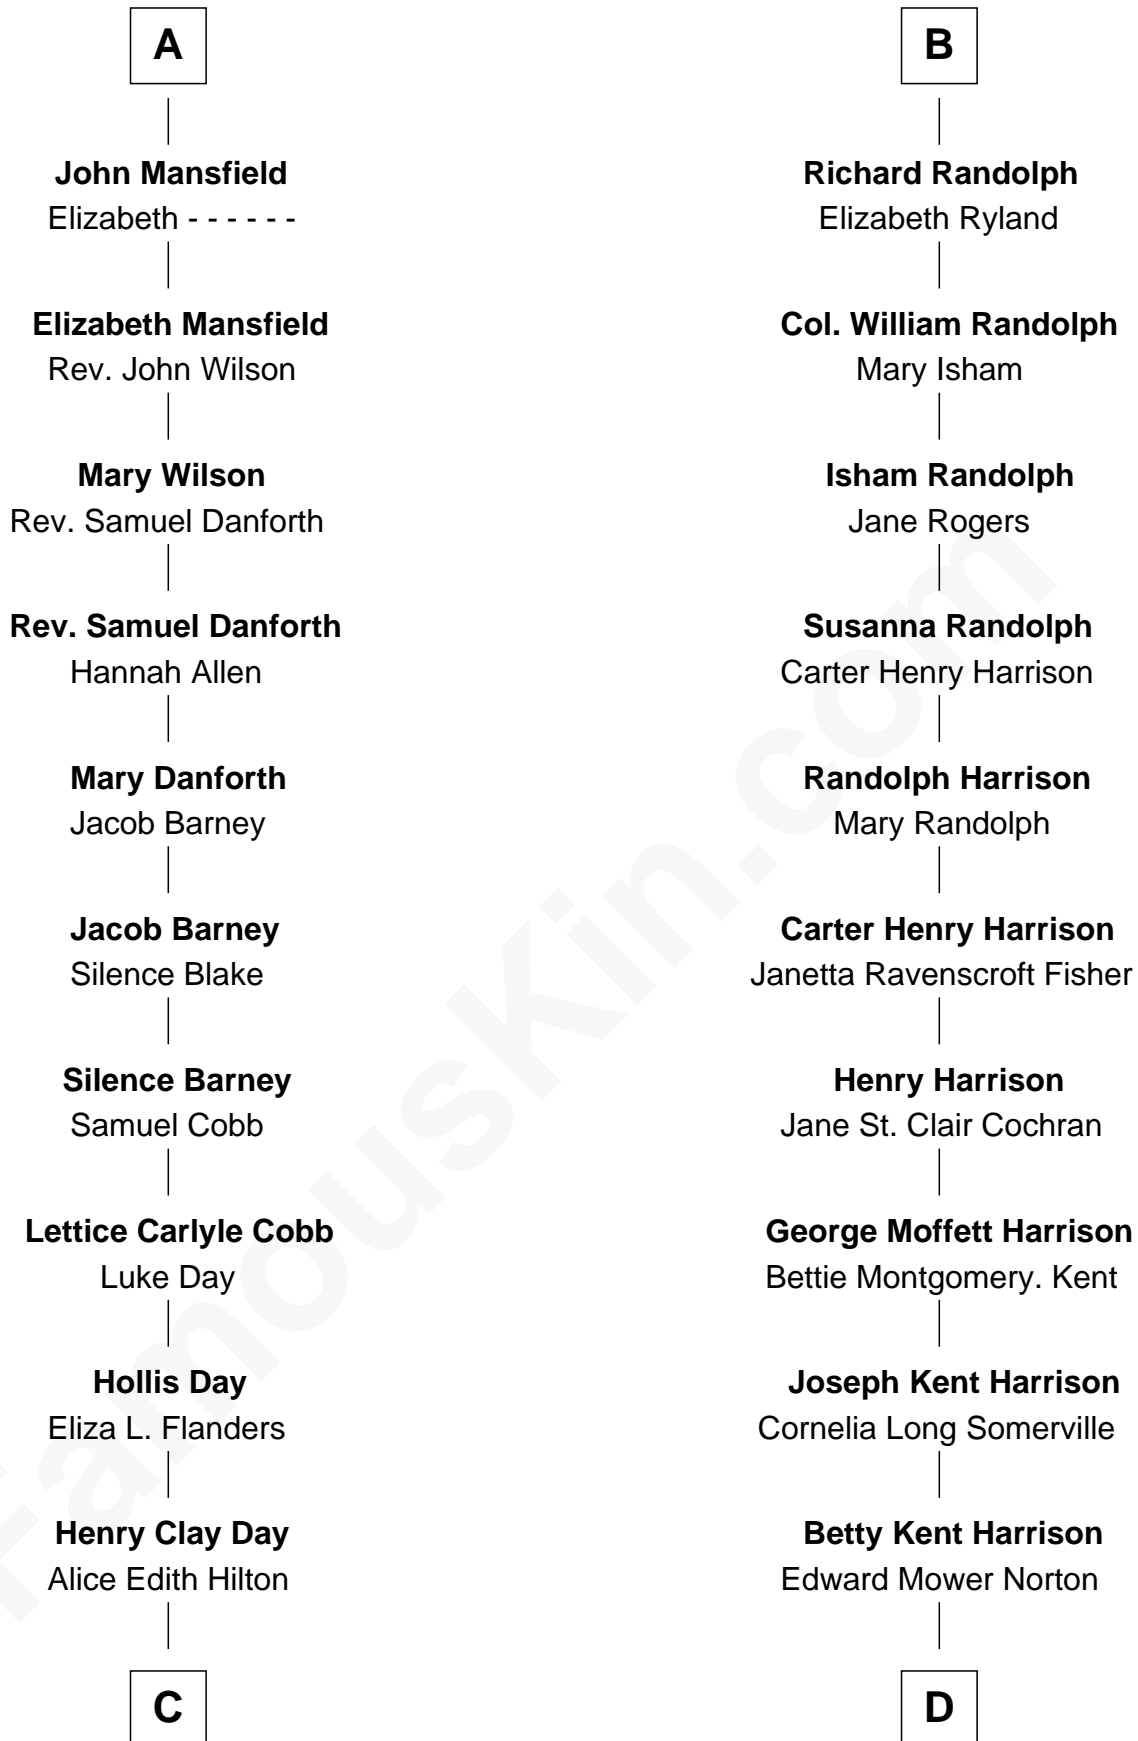 A
John Mansfield
Elizabeth - - - - - -
Elizabeth Mansfield
Rev. John Wilson
Mary Wilson
Rev. Samuel Danforth
Rev. Samuel Danforth
Hannah Allen
Mary Danforth
Jacob Barney
Jacob Barney
Silence Blake
Silence Barney
Samuel Cobb
Lettice Carlyle Cobb
Luke Day
Hollis Day
Eliza L. Flanders
Henry Clay Day
Alice Edith Hilton
C
B
Richard Randolph
Elizabeth Ryland
Col. William Randolph
Mary Isham
Isham Randolph
Jane Rogers
Susanna Randolph
Carter Henry Harrison
Randolph Harrison
Mary Randolph
Carter Henry Harrison
Janetta Ravenscroft Fisher
Henry Harrison
Jane St. Clair Cochran
George Moffett Harrison
Bettie Montgomery. Kent
Joseph Kent Harrison
Cornelia Long Somerville
Betty Kent Harrison
Edward Mower Norton
D
FamousKin.com